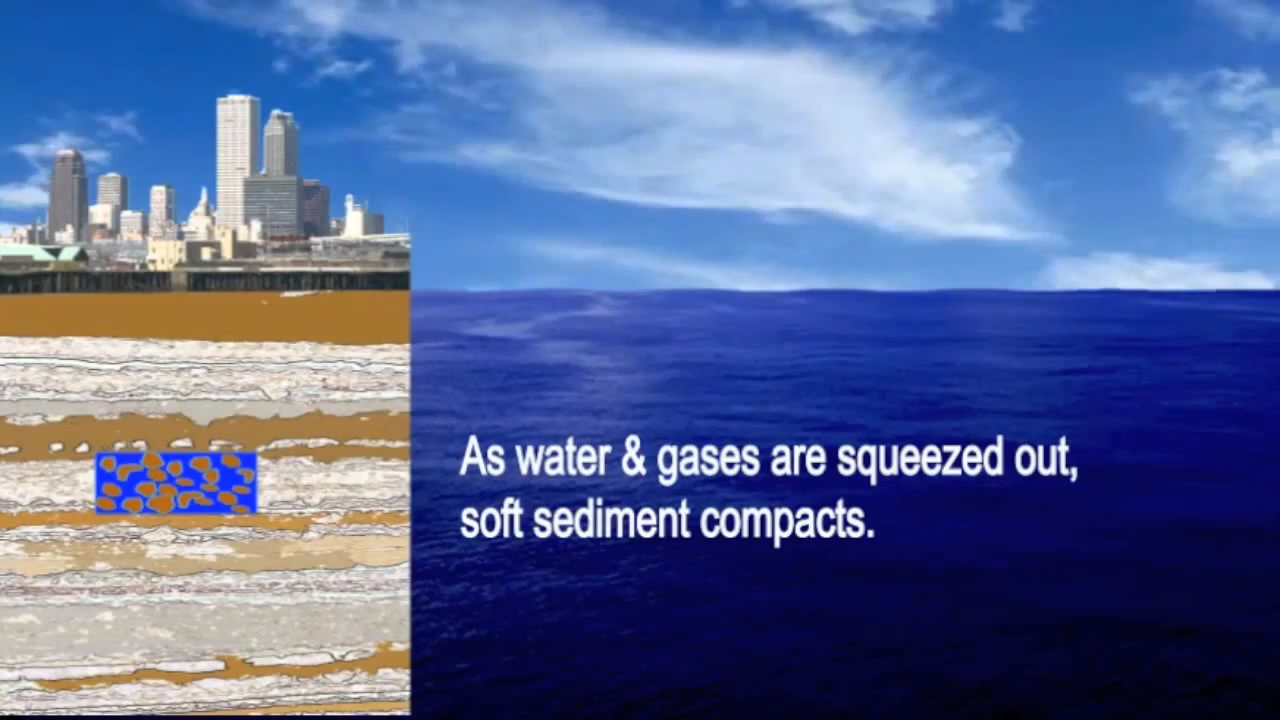 As water & gases are squeezed out,
soft sediment compacts.